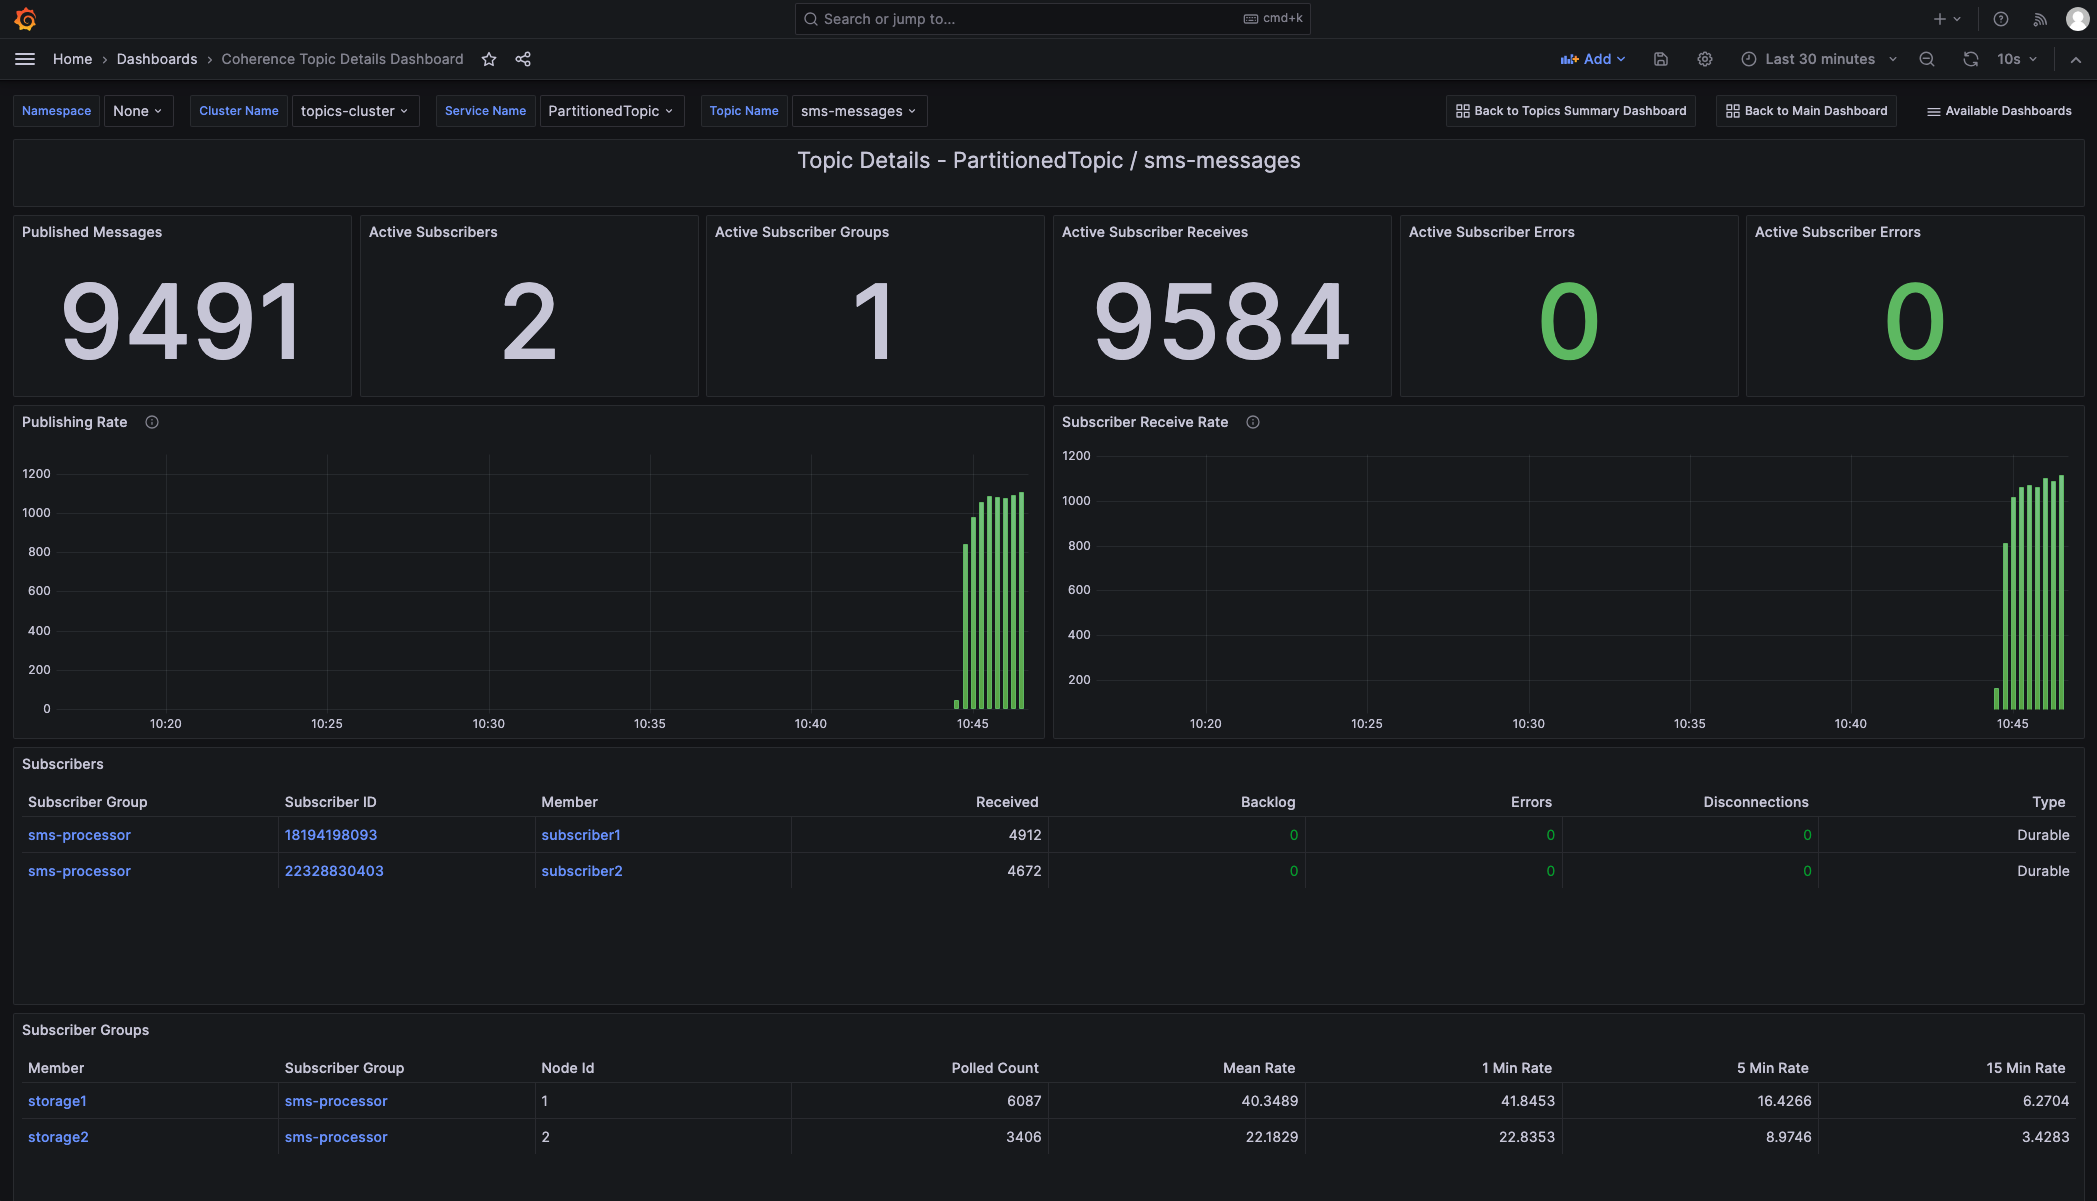 Search or jump to... cmd+k
Home › Dashboards › Coherence Topic Details Dashboard Add Last 30 minutes 10s
Namespace None Cluster Name topics-cluster Service Name PartitionedTopic Topic Name sms-messages Back to Topics Summary Dashboard Back to Main Dashboard Available Dashboards
Topic Details - PartitionedTopic / sms-messages
Published Messages Active Subscribers Active Subscriber Groups Active Subscriber Receives Active Subscriber Errors Active Subscriber Errors
9491 2 1 9584 0 0
Publishing Rate
1200
1000
800
600
400
200
0
10:20 10:25 10:30 10:35 10:40 10:45
Subscriber Receive Rate
1200
1000
800
600
400
200
10:20 10:25 10:30 10:35 10:40 10:45
Subscribers
Subscriber Group Subscriber ID Member Received Backlog Errors Disconnections Type
sms-processor 18194198093 subscriber1 4912 0 0 0 Durable
sms-processor 22328830403 subscriber2 4672 0 0 0 Durable
Subscriber Groups
Member Subscriber Group Node Id Polled Count Mean Rate 1 Min Rate 5 Min Rate 15 Min Rate
storage1 sms-processor 1 6087 40.3489 41.8453 16.4266 6.2704
storage2 sms-processor 2 3406 22.1829 22.8353 8.9746 3.4283